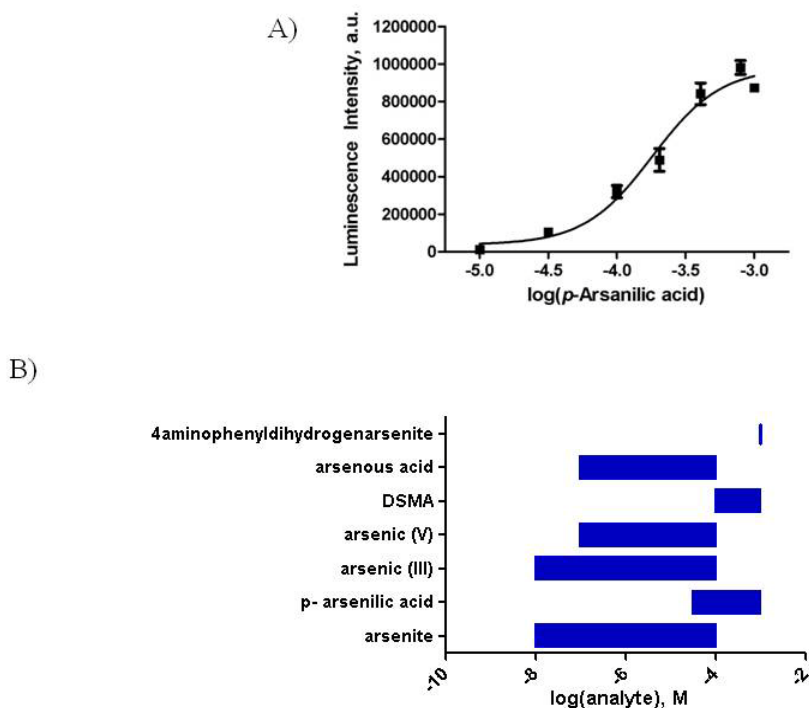 A)
Luminescence Intensity, a.u.
1200000
1000000
800000
600000
400000
200000
0
-5.0 -4.5 -4.0 -3.5 -3.0
log(p-Arsanilic acid)
B)
4aminophenyldihydrogenarsenite
arsenous acid
DSMA
arsenic (V)
arsenic (III)
p- arsenilic acid
arsenite
-10 -8 -6 -4 -2
log(analyte), M